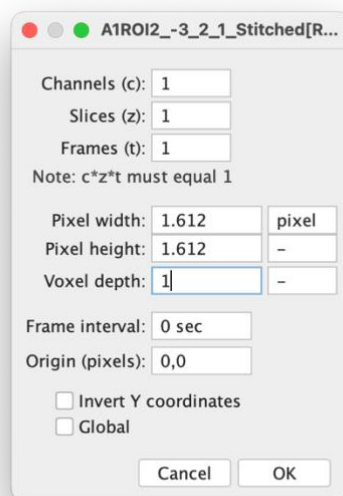 A1ROI2_-3_2_1_Stitched[R...
Channels (c): 1
Slices (z): 1
Frames (t): 1
Note: c*z*t must equal 1
Pixel width: 1.612 pixel
Pixel height: 1.612 -
Voxel depth: 1 -
Frame interval: 0 sec
Origin (pixels): 0,0
Invert Y coordinates
Global
Cancel OK